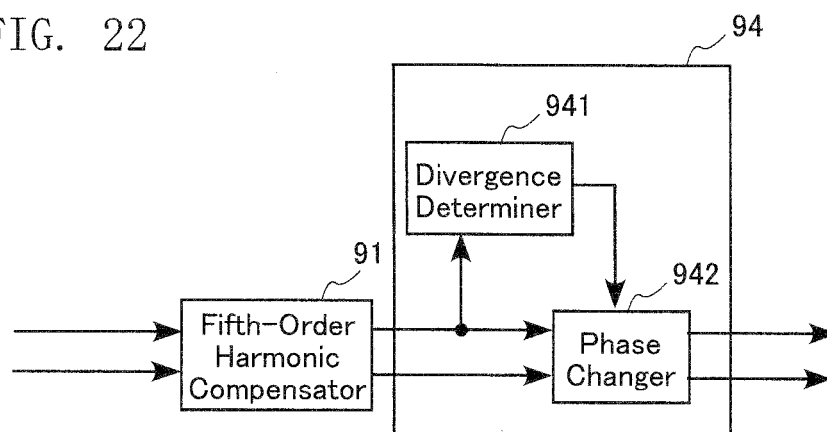 FIG. 22
94
941
Divergence
Determiner
91
942
Fifth-Order
Harmonic
Compensator
Phase
Changer